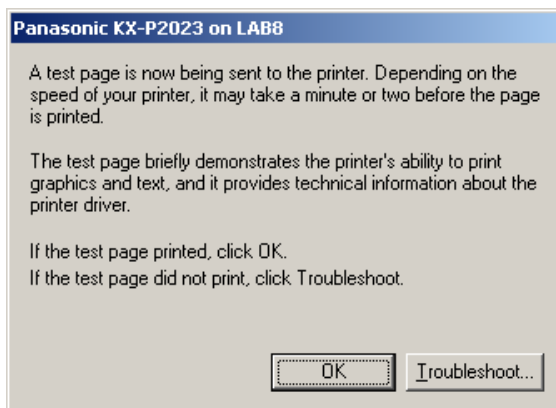 Panasonic KX-P2023 on LAB8
A test page is now being sent to the printer. Depending on the
speed of your printer, it may take a minute or two before the page
is printed.
The test page briefly demonstrates the printer's ability to print
graphics and text, and it provides technical information about the
printer driver.
If the test page printed, click OK.
If the test page did not print, click Troubleshoot.
OK
Troubleshoot...